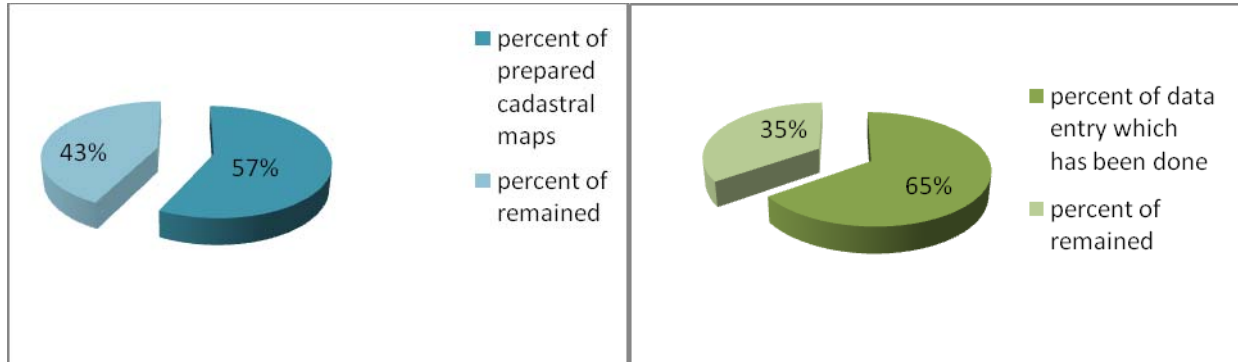 percent of
prepared
cadastral
maps
percent of
remained
43%
57%
percent of data
entry which
has been done
percent of
remained
35%
65%